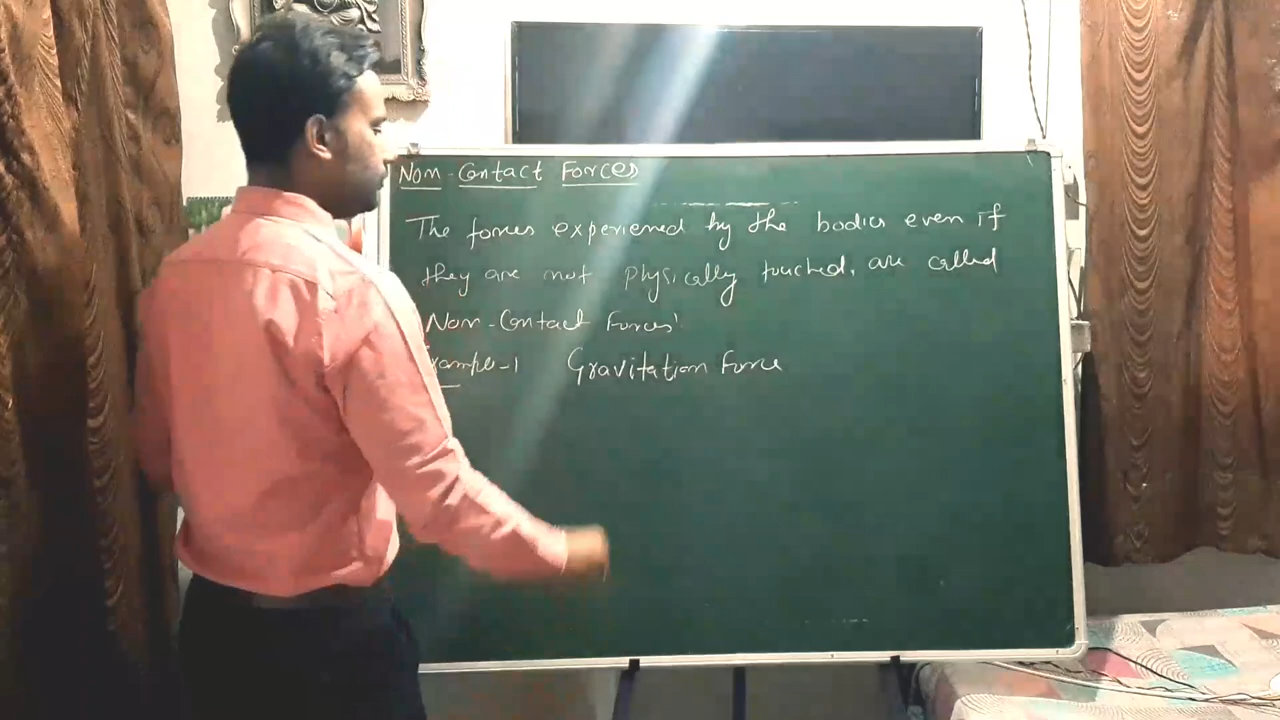 Non-Contact Forces
The forces experienced by the bodies even if
they are not physically touched, are called
Non-Contact Forces'
Example-1 Gravitation Force